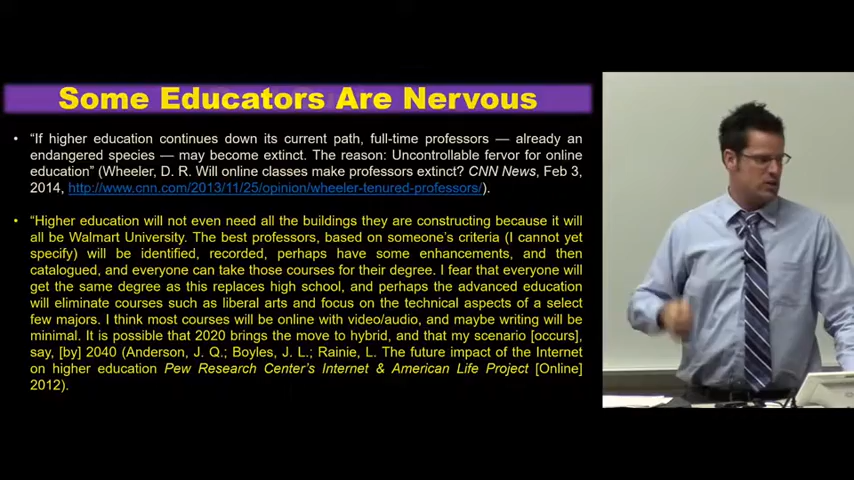 Some Educators Are Nervous
• “If higher education continues down its current path, full-time professors — already an
endangered species — may become extinct. The reason: Uncontrollable fervor for online
education” (Wheeler, D. R. Will online classes make professors extinct? CNN News, Feb 3,
2014, http://www.cnn.com/2013/11/25/opinion/wheeler-tenured-professors/).
• “Higher education will not even need all the buildings they are constructing because it will
all be Walmart University. The best professors, based on someone’s criteria (I cannot yet
specify) will be identified, recorded, perhaps have some enhancements, and then
catalogued, and everyone can take those courses for their degree. I fear that everyone will
get the same degree as this replaces high school, and perhaps the advanced education
will eliminate courses such as liberal arts and focus on the technical aspects of a select
few majors. I think most courses will be online with video/audio, and maybe writing will be
minimal. It is possible that 2020 brings the move to hybrid, and that my scenario [occurs],
say, [by] 2040 (Anderson, J. Q.; Boyles, J. L.; Rainie, L. The future impact of the Internet
on higher education Pew Research Center’s Internet & American Life Project [Online]
2012).